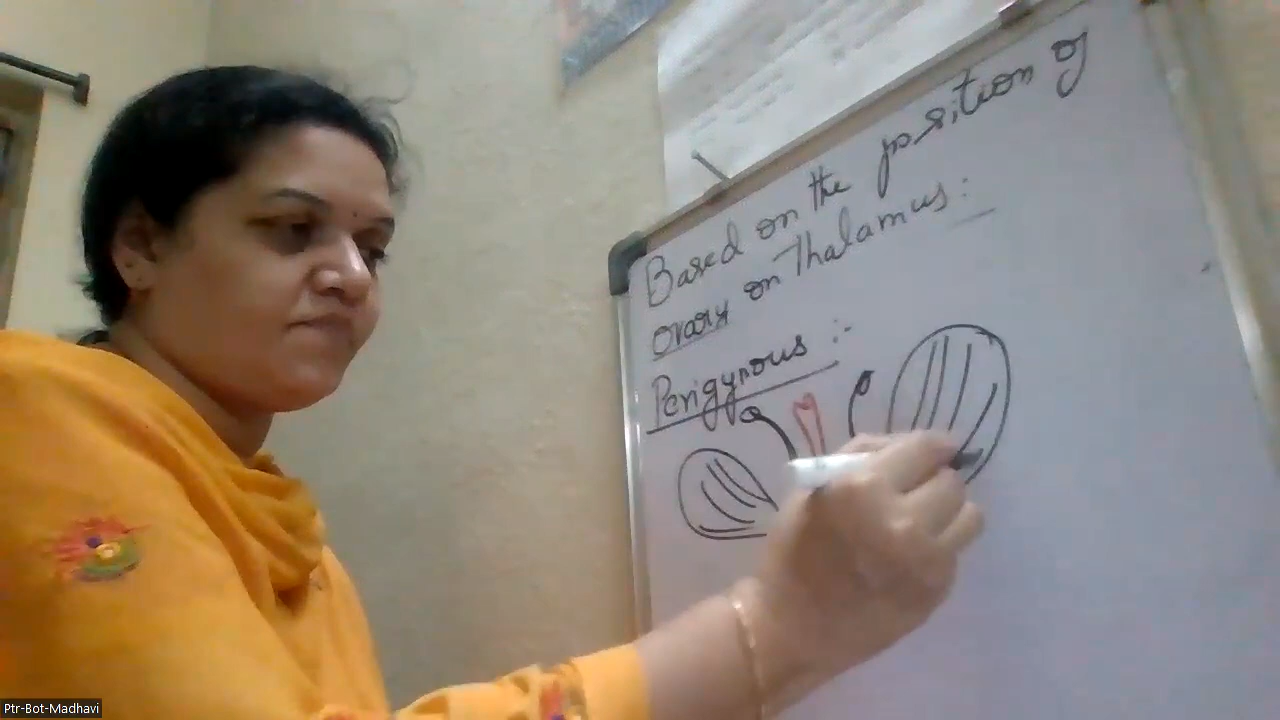 Based on the position of
ovary on Thalamus:
Perigynous :-
Ptr-Bot-Madhavi